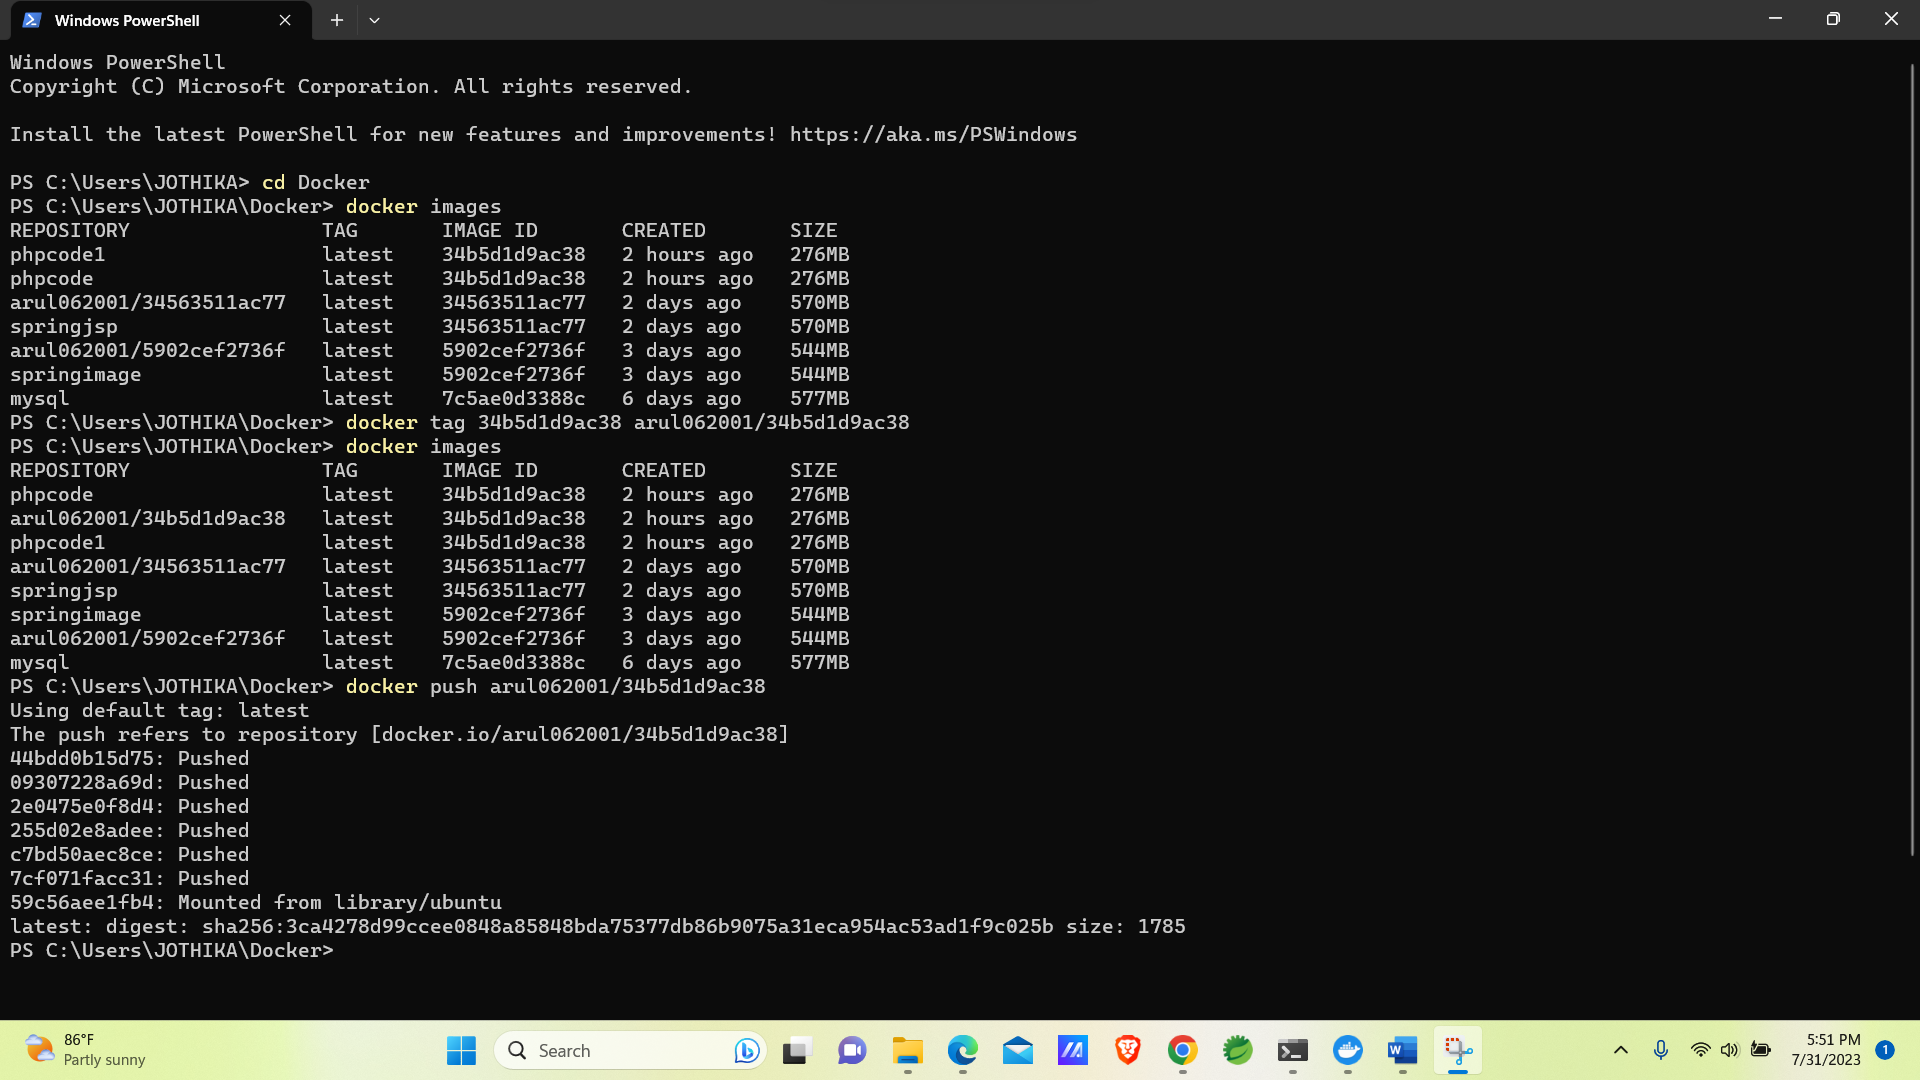 Windows PowerShell
Windows PowerShell
Copyright (C) Microsoft Corporation. All rights reserved.
Install the latest PowerShell for new features and improvements! https://aka.ms/PSWindows
PS C:\Users\JOTHIKA> cd Docker
PS C:\Users\JOTHIKA\Docker> docker images
REPOSITORY                TAG       IMAGE ID       CREATED       SIZE
phpcode1                  latest    34b5d1d9ac38   2 hours ago   276MB
phpcode                   latest    34b5d1d9ac38   2 hours ago   276MB
arul062001/34563511ac77   latest    34563511ac77   2 days ago    570MB
springjsp                 latest    34563511ac77   2 days ago    570MB
arul062001/5902cef2736f   latest    5902cef2736f   3 days ago    544MB
springimage               latest    5902cef2736f   3 days ago    544MB
mysql                     latest    7c5ae0d3388c   6 days ago    577MB
PS C:\Users\JOTHIKA\Docker> docker tag 34b5d1d9ac38 arul062001/34b5d1d9ac38
PS C:\Users\JOTHIKA\Docker> docker images
REPOSITORY                TAG       IMAGE ID       CREATED       SIZE
phpcode                   latest    34b5d1d9ac38   2 hours ago   276MB
arul062001/34b5d1d9ac38   latest    34b5d1d9ac38   2 hours ago   276MB
phpcode1                  latest    34b5d1d9ac38   2 hours ago   276MB
arul062001/34563511ac77   latest    34563511ac77   2 days ago    570MB
springjsp                 latest    34563511ac77   2 days ago    570MB
springimage               latest    5902cef2736f   3 days ago    544MB
arul062001/5902cef2736f   latest    5902cef2736f   3 days ago    544MB
mysql                     latest    7c5ae0d3388c   6 days ago    577MB
PS C:\Users\JOTHIKA\Docker> docker push arul062001/34b5d1d9ac38
Using default tag: latest
The push refers to repository [docker.io/arul062001/34b5d1d9ac38]
44bdd0b15d75: Pushed
09307228a69d: Pushed
2e0475e0f8d4: Pushed
255d02e8adee: Pushed
c7bd50aec8ce: Pushed
7cf071facc31: Pushed
59c56aee1fb4: Mounted from library/ubuntu
latest: digest: sha256:3ca4278d99ccee0848a85848bda75377db86b9075a31eca954ac53ad1f9c025b size: 1785
PS C:\Users\JOTHIKA\Docker>
86°F
Partly sunny
Search
5:51 PM
7/31/2023
1